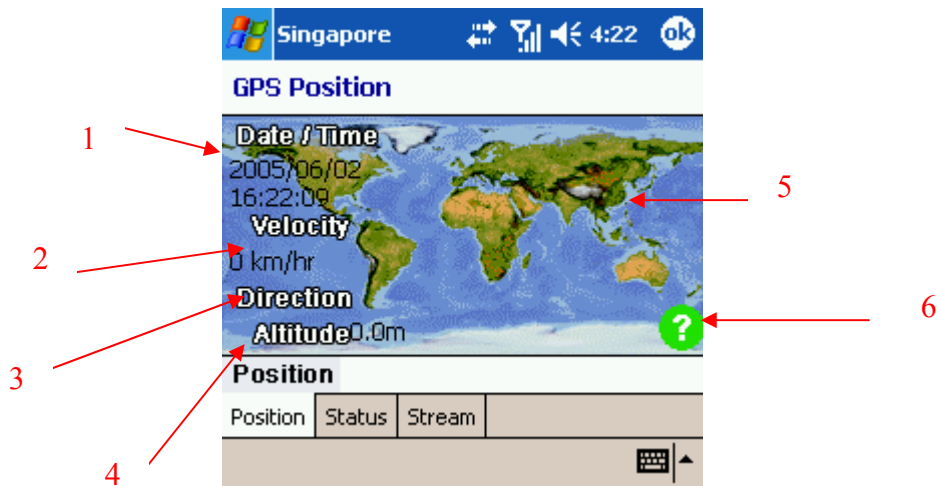 Singapore 4:22 ok
GPS Position
1
Date / Time
2005/06/02
16:22:09
5
Velocity
2
0 km/hr
Direction
6
?
Altitude 0.0m
3
Position
Position Status Stream
4